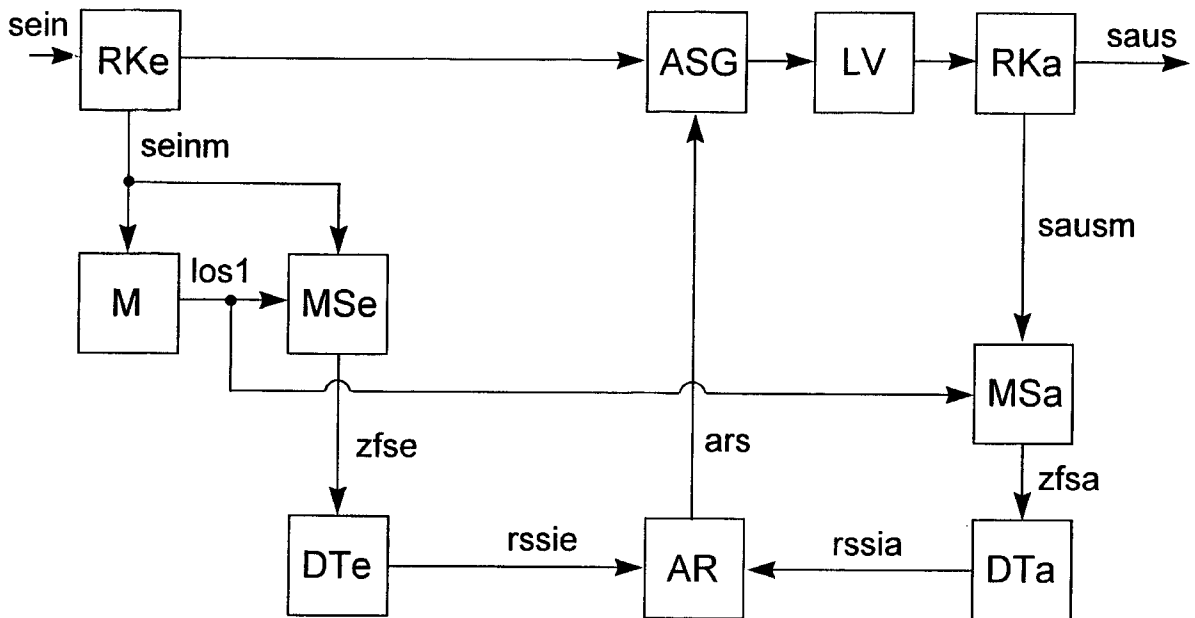 sein
RKe
ASG
LV
RKa
saus
seinm
sausm
M
los1
MSe
MSa
zfse
ars
zfsa
DTe
rssie
AR
rssia
DTa